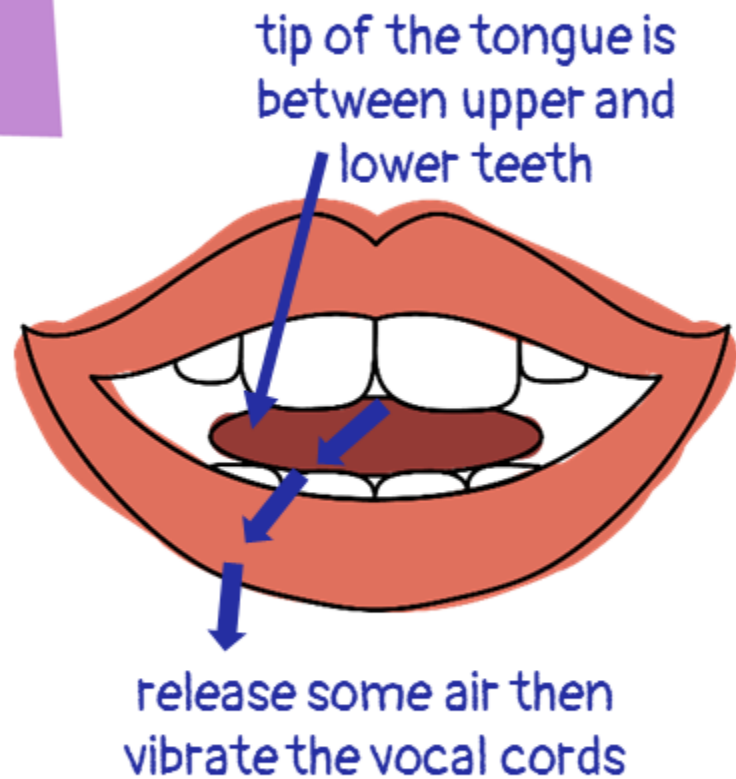 tip of the tongue is
between upper and
lower teeth
release some air then
vibrate the vocal cords